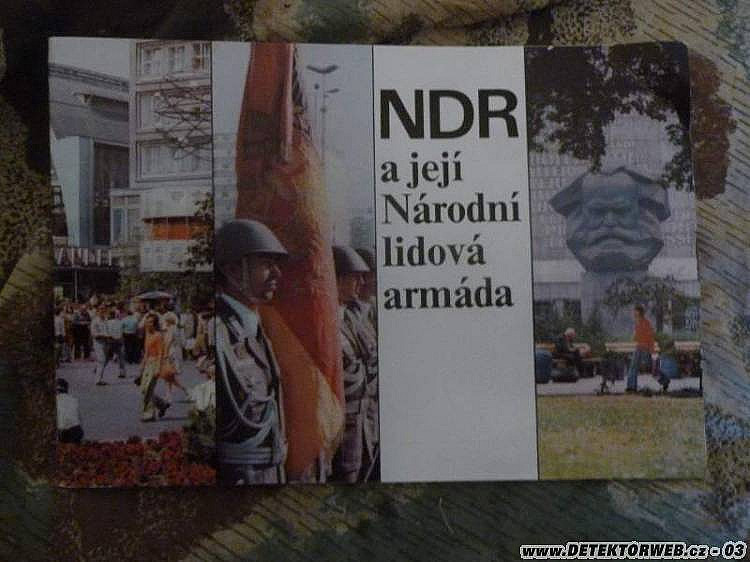 NDR
a její
Národní
lidová
armáda
www.DETEKTORWEB.cz - 03